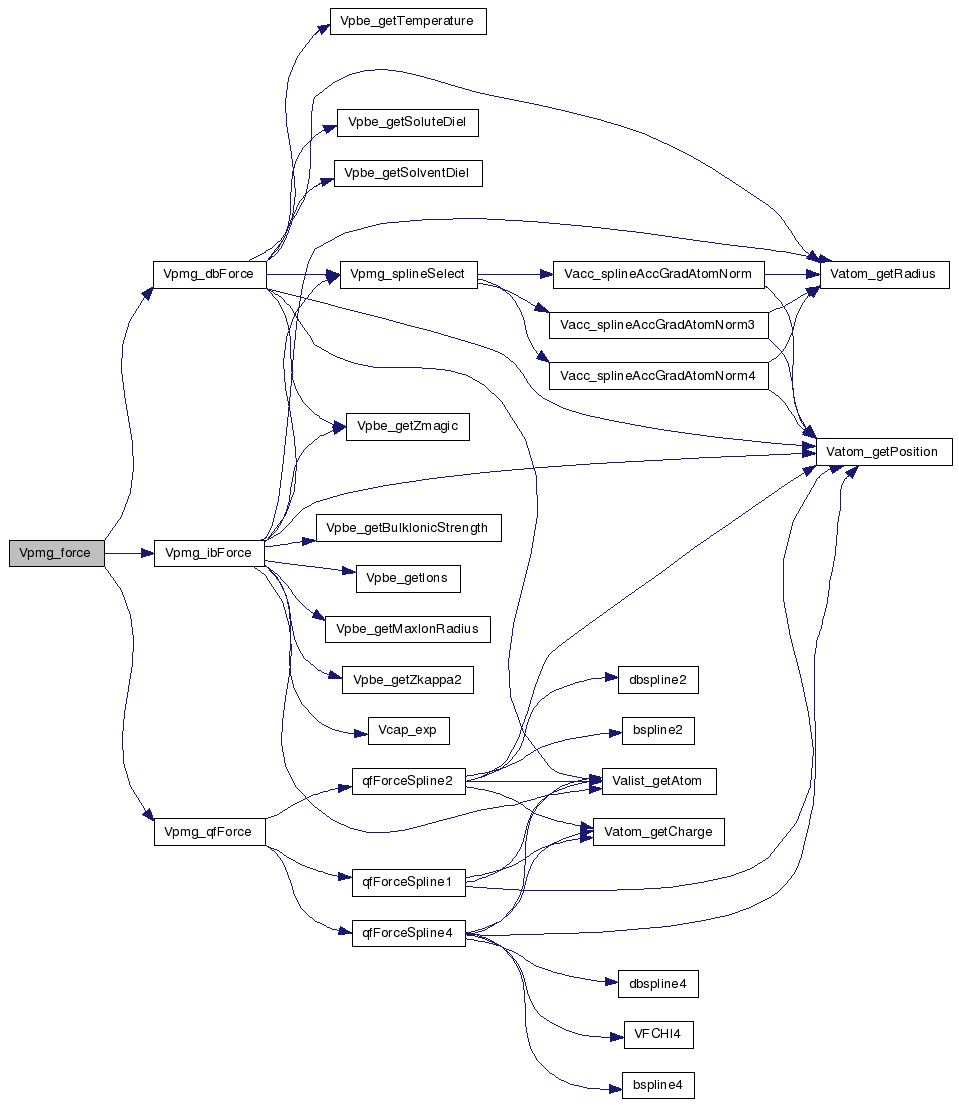 Vpbe_getTemperature
Vpbe_getSoluteDiel
Vpbe_getSolventDiel
Vpmg_dbForce
Vpmg_splineSelect
Vacc_splineAccGradAtomNorm
Vatom_getRadius
Vacc_splineAccGradAtomNorm3
Vacc_splineAccGradAtomNorm4
Vpbe_getZmagic
Vatom_getPosition
Vpbe_getBulkIonicStrength
Vpmg_force
Vpmg_ibForce
Vpbe_getIons
Vpbe_getMaxIonRadius
Vpbe_getZkappa2
dbspline2
Vcap_exp
bspline2
qfForceSpline2
Valist_getAtom
Vpmg_qfForce
Vatom_getCharge
qfForceSpline1
qfForceSpline4
dbspline4
VFCHI4
bspline4